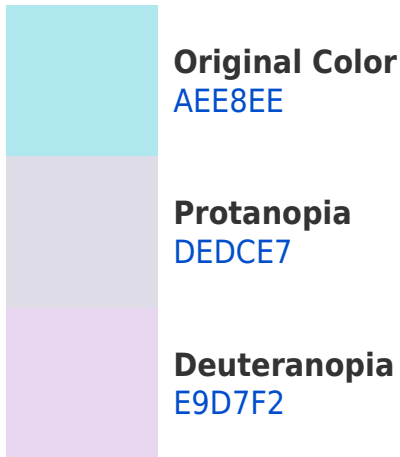 Original Color
AEE8EE
Protanopia
DEDCE7
Deuteranopia
E9D7F2